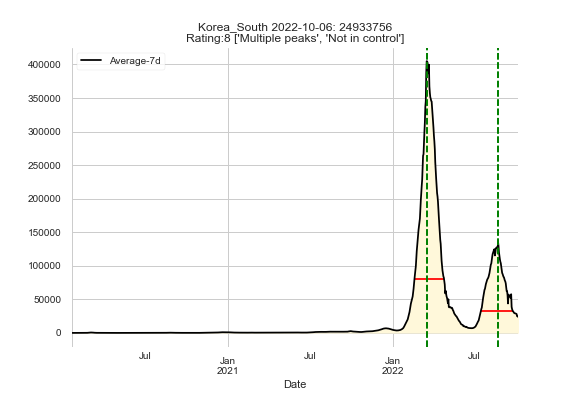 Korea_South 2022-10-06: 24933756
Rating:8 ['Multiple peaks', 'Not in control']
Average-7d
400000
350000
300000
250000
200000
150000
100000
50000
0
Jul
Jan
2021
Jul
Jan
2022
Jul
Date